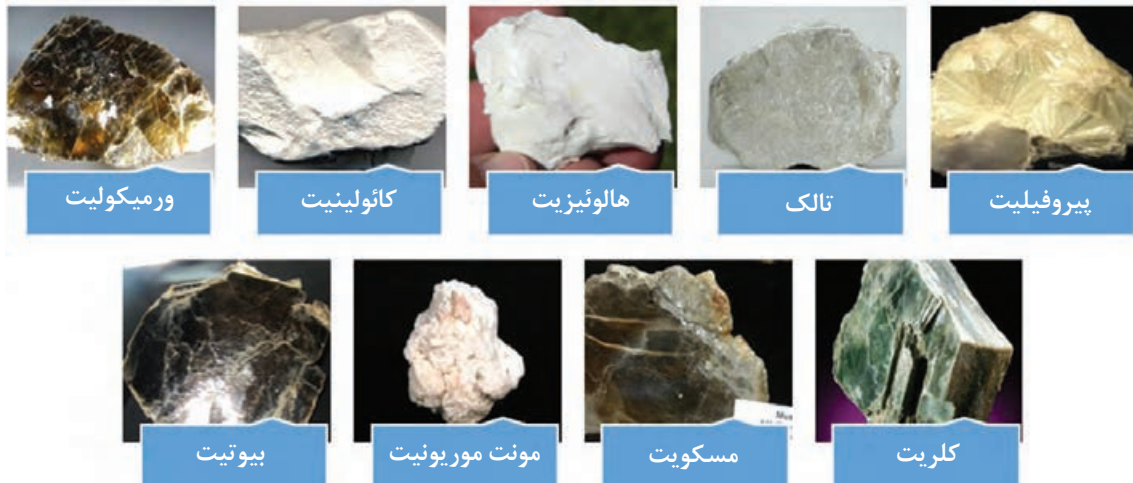 پیروفیلیت
تالک
هالوئیزیت
کائولینیت
ورمیکولیت
کلریت
مسکویت
مونت موریونیت
بیوتیت